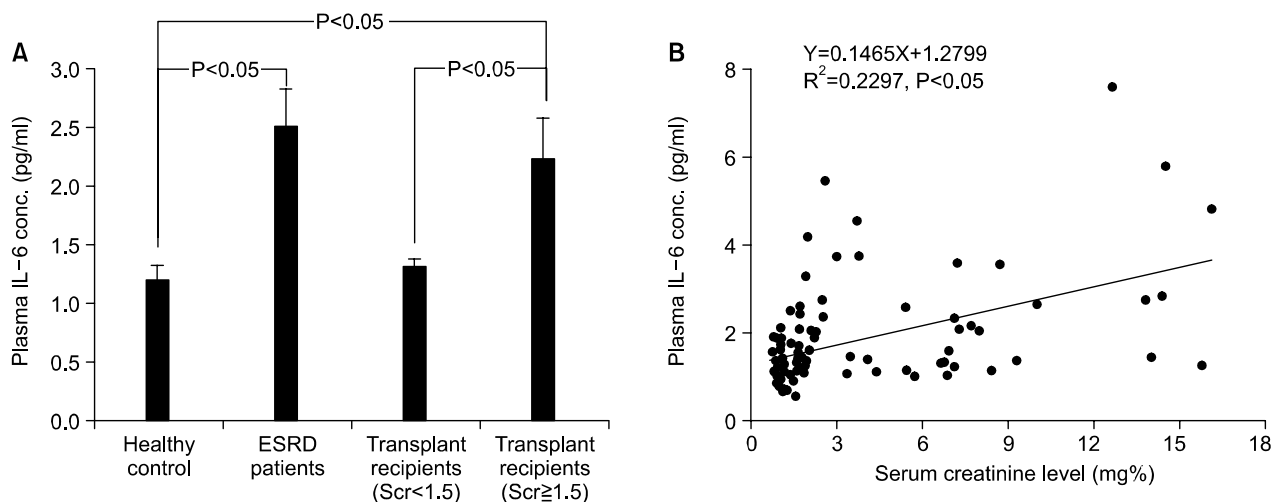 A
P<0.05
P<0.05
P<0.05
Plasma IL-6 conc. (pg/ml)
3.0
2.5
2.0
1.5
1.0
0.5
0.0
Healthy
control
ESRD
patients
Transplant
recipients
(Scr<1.5)
Transplant
recipients
(Scr≧1.5)
B
Y=0.1465X+1.2799
R²=0.2297, P<0.05
Plasma IL-6 conc. (pg/ml)
8
6
4
2
0
0 3 6 9 12 15 18
Serum creatinine level (mg%)